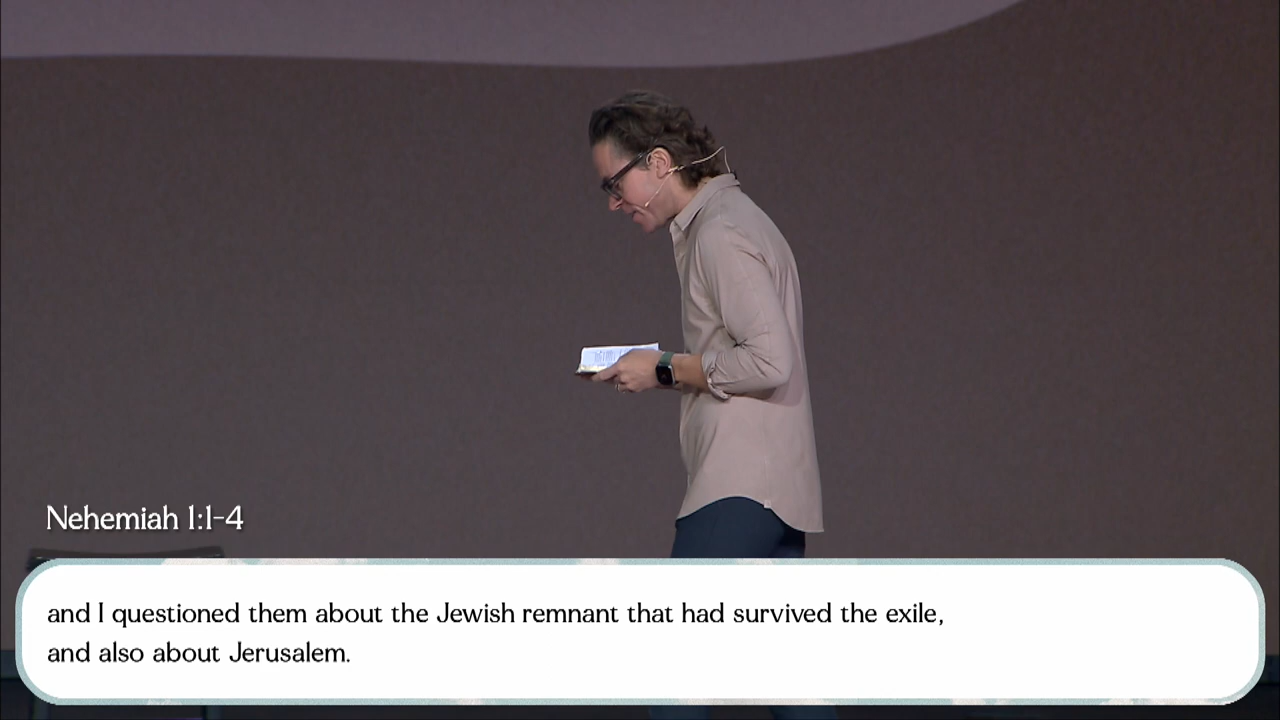 Nehemiah 1:1-4
and I questioned them about the Jewish remnant that had survived the exile,
and also about Jerusalem.